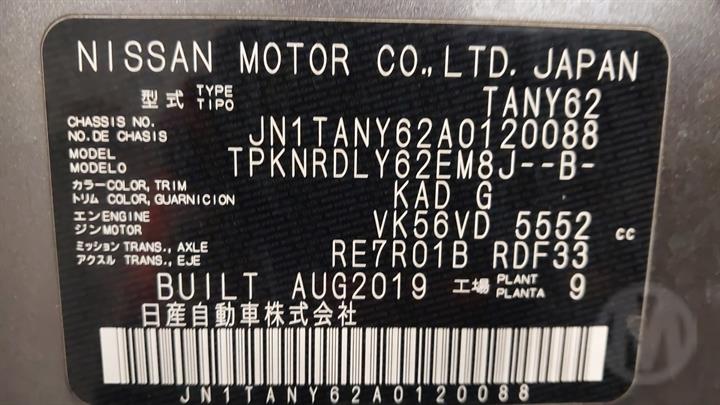 NISSAN MOTOR CO.,LTD. JAPAN
型式 TYPE TIPO TANY62
CHASSIS NO. NO.DE CHASIS JN1TANY62A0120088
MODEL MODELO TPKNRDLY62EM8J--B-
カラー COLOR, TRIM トリム COLOR, GUARNICION KAD G
エンジン ENGINE MOTOR VK56VD 5552 cc
ミッション TRANS., AXLE アクスル TRANS., EJE RE7R01B RDF33
BUILT AUG2019 工場 PLANT PLANTA 9
日産自動車株式会社
JN1TANY62A0120088
M